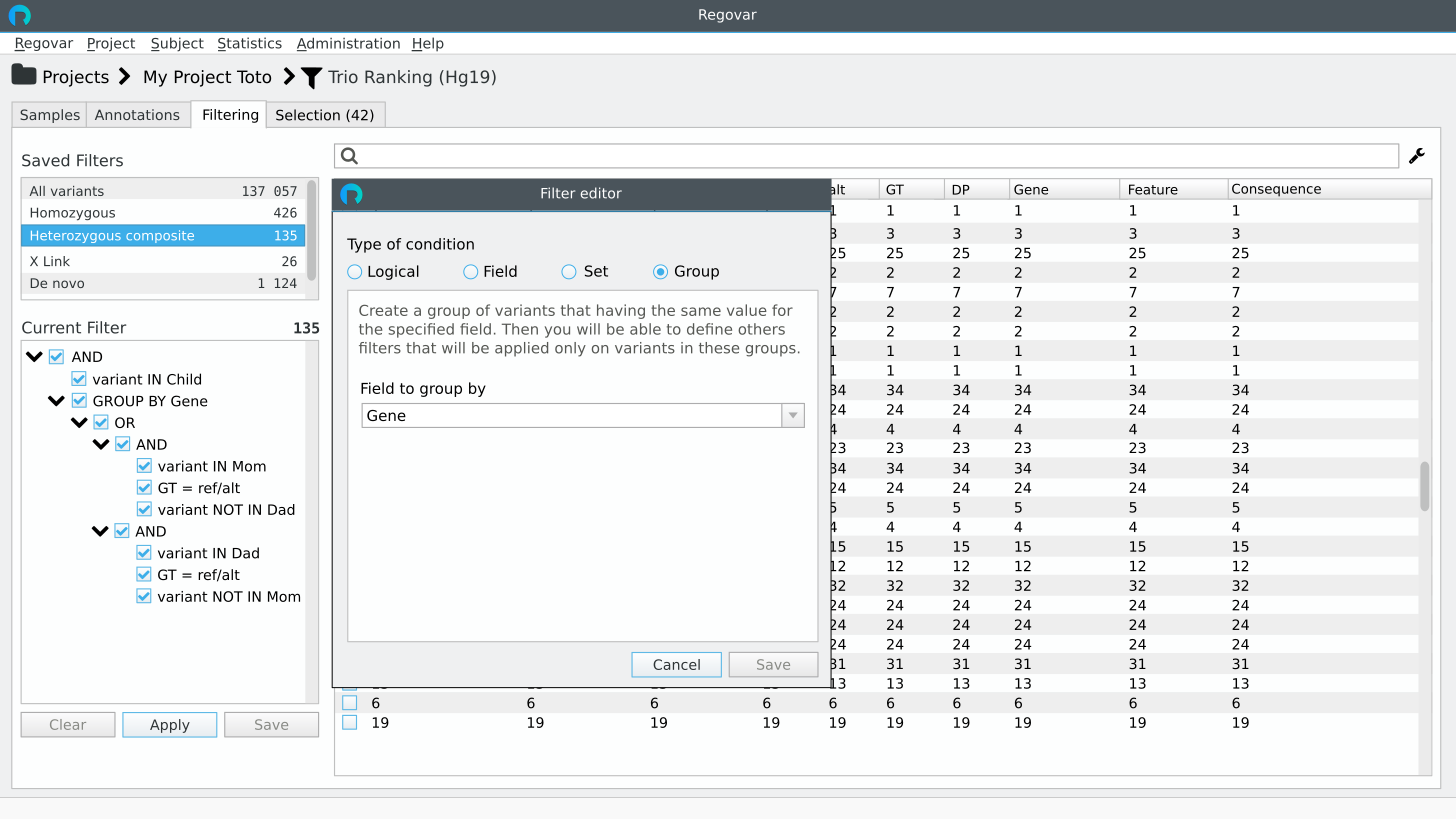 Regovar
Regovar Project Subject Statistics Administration Help
Projects My Project Toto Trio Ranking (Hg19)
Samples Annotations Filtering Selection (42)
Saved Filters
All variants 137 057
Homozygous 426
Heterozygous composite 135
X Link 26
De novo 1 124
Current Filter 135
AND
variant IN Child
GROUP BY Gene
OR
AND
variant IN Mom
GT = ref/alt
variant NOT IN Dad
AND
variant IN Dad
GT = ref/alt
variant NOT IN Mom
Clear Apply Save
Filter editor
Type of condition
Logical Field Set Group
Create a group of variants that having the same value for
the specified field. Then you will be able to define others
filters that will be applied only on variants in these groups.
Field to group by
Gene
Cancel Save
alt GT DP Gene Feature Consequence
1 1 1 1 1 1
3 3 3 3 3 3
25 25 25 25 25 25
2 2 2 2 2 2
7 7 7 7 7 7
2 2 2 2 2 2
2 2 2 2 2 2
1 1 1 1 1 1
1 1 1 1 1 1
34 34 34 34 34 34
24 24 24 24 24 24
4 4 4 4 4 4
23 23 23 23 23 23
34 34 34 34 34 34
24 24 24 24 24 24
5 5 5 5 5 5
4 4 4 4 4 4
15 15 15 15 15 15
12 12 12 12 12 12
32 32 32 32 32 32
24 24 24 24 24 24
24 24 24 24 24 24
24 24 24 24 24 24
31 31 31 31 31 31
13 13 13 13 13 13
6 6 6 6 6 6 6 6 6 6
19 19 19 19 19 19 19 19 19 19